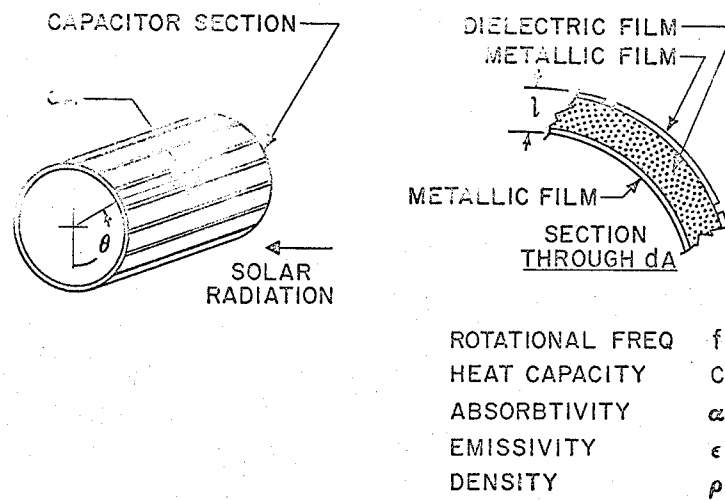 CAPACITOR SECTION
θ
SOLAR
RADIATION
DIELECTRIC FILM
METALLIC FILM
l
METALLIC FILM
SECTION
THROUGH dA
ROTATIONAL FREQ f
HEAT CAPACITY C
ABSORBTIVITY α
EMISSIVITY ε
DENSITY ρ